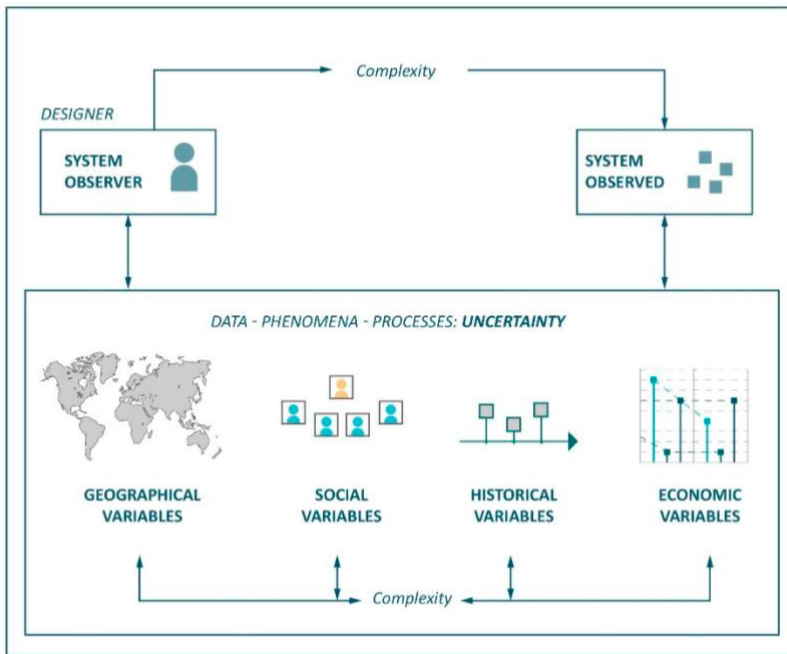 Complexity
DESIGNER
SYSTEM
OBSERVER
SYSTEM
OBSERVED
DATA - PHENOMENA - PROCESSES: UNCERTAINTY
GEOGRAPHICAL
VARIABLES
SOCIAL
VARIABLES
HISTORICAL
VARIABLES
ECONOMIC
VARIABLES
Complexity